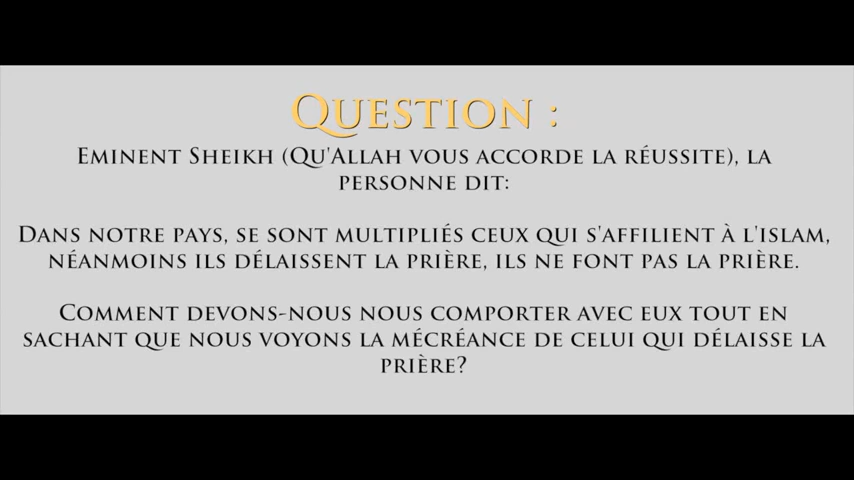 QUESTION :
EMINENT SHEIKH (QU'ALLAH VOUS ACCORDE LA RÉUSSITE), LA
PERSONNE DIT:
DANS NOTRE PAYS, SE SONT MULTIPLIÉS CEUX QUI S'AFFILIENT À L'ISLAM,
NÉANMOINS ILS DÉLAISSENT LA PRIÈRE, ILS NE FONT PAS LA PRIÈRE.
COMMENT DEVONS-NOUS NOUS COMPORTER AVEC EUX TOUT EN
SACHANT QUE NOUS VOYONS LA MÉCRÉANCE DE CELUI QUI DÉLAISSE LA
PRIÈRE?